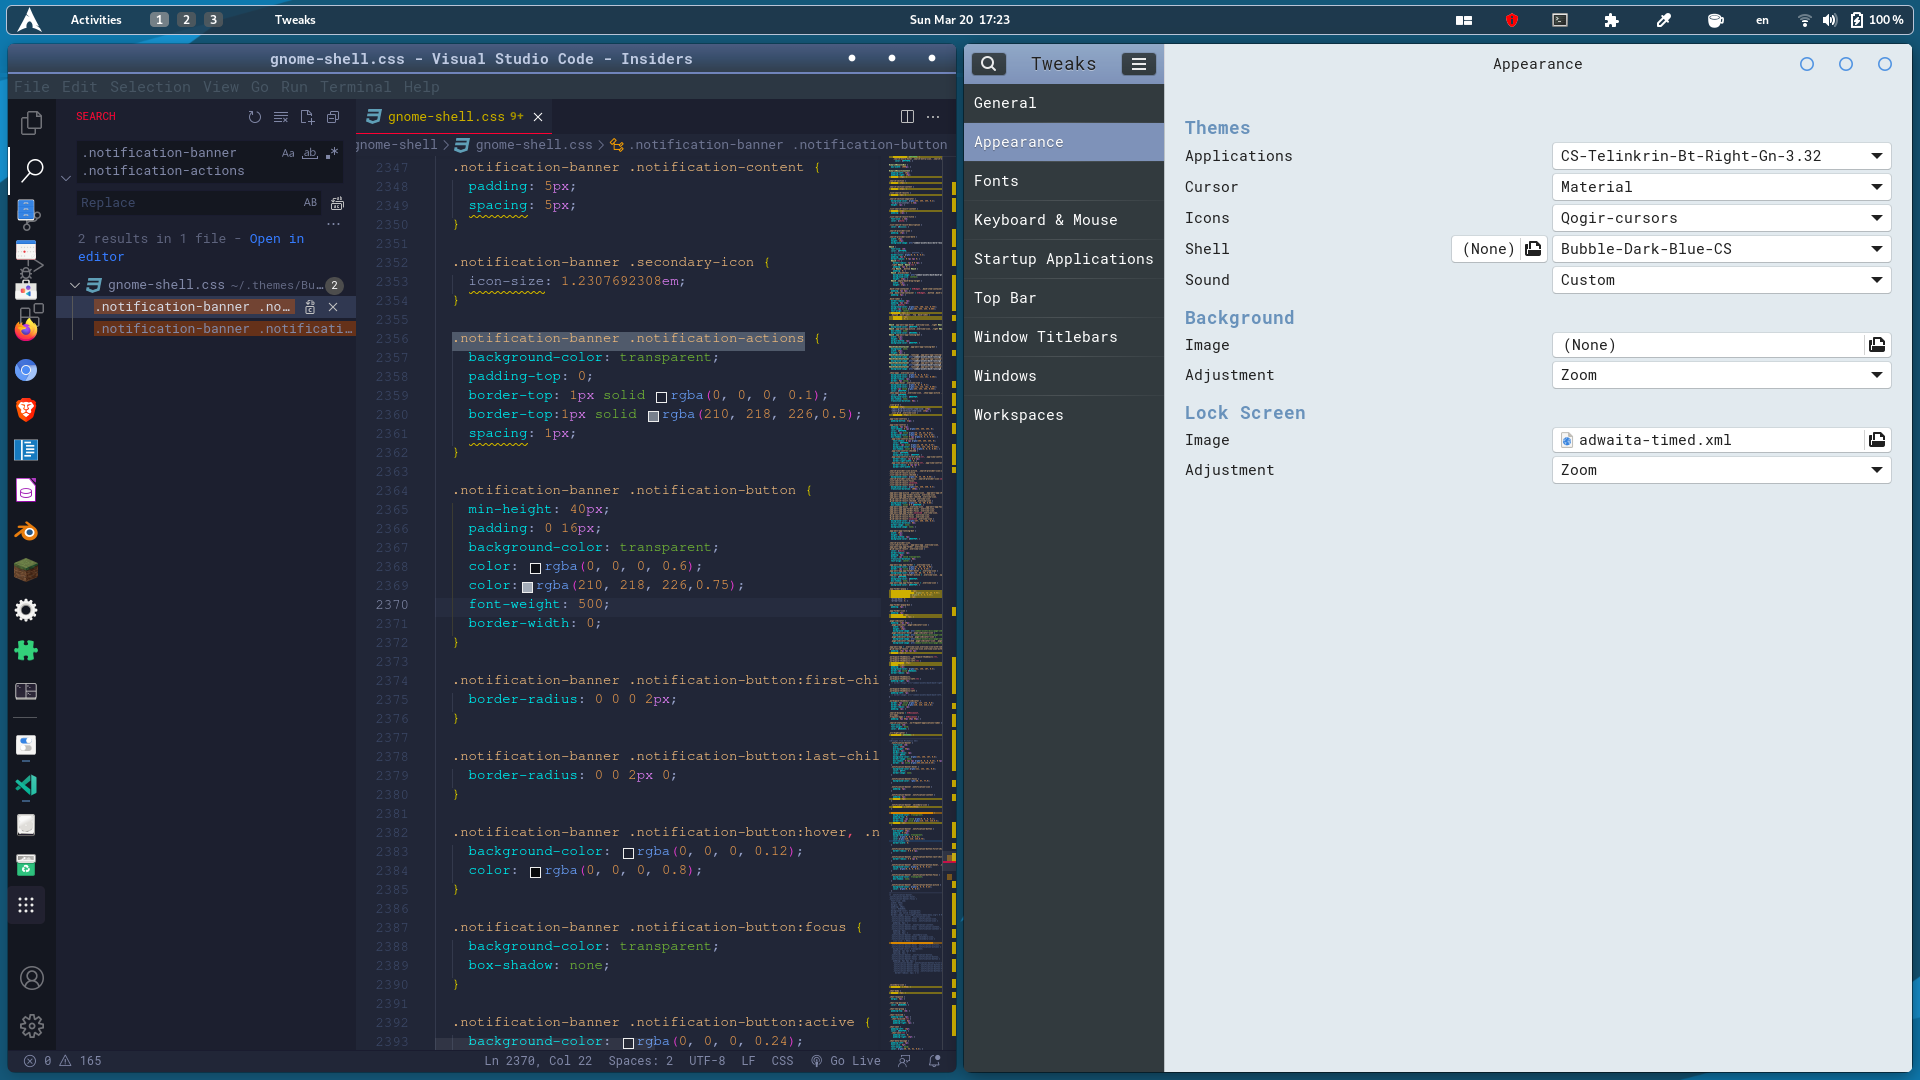 Activities
1 2 3
Tweaks
Sun Mar 20 17:23
en
100 %
gnome-shell.css - Visual Studio Code - Insiders
File Edit Selection View Go Run Terminal Help
SEARCH
.notification-banner
.notification-actions
Aa ab .*
Replace
AB
2 results in 1 file - Open in
editor
gnome-shell.css ~/.themes/Bu... 2
.notification-banner .no...
.notification-banner .notificati...
gnome-shell.css 9+
gnome-shell > gnome-shell.css > .notification-banner .notification-button
2347 .notification-banner .notification-content {
2348 padding: 5px;
2349 spacing: 5px;
2350 }
2351
2352 .notification-banner .secondary-icon {
2353 icon-size: 1.2307692308em;
2354 }
2355
2356 .notification-banner .notification-actions {
2357 background-color: transparent;
2358 padding-top: 0;
2359 border-top: 1px solid rgba(0, 0, 0, 0.1);
2360 border-top:1px solid rgba(210, 218, 226,0.5);
2361 spacing: 1px;
2362 }
2363
2364 .notification-banner .notification-button {
2365 min-height: 40px;
2366 padding: 0 16px;
2367 background-color: transparent;
2368 color: rgba(0, 0, 0, 0.6);
2369 color:rgba(210, 218, 226,0.75);
2370 font-weight: 500;
2371 border-width: 0;
2372 }
2373
2374 .notification-banner .notification-button:first-chi
2375 border-radius: 0 0 0 2px;
2376 }
2377
2378 .notification-banner .notification-button:last-chil
2379 border-radius: 0 0 2px 0;
2380 }
2381
2382 .notification-banner .notification-button:hover, .n
2383 background-color: rgba(0, 0, 0, 0.12);
2384 color: rgba(0, 0, 0, 0.8);
2385 }
2386
2387 .notification-banner .notification-button:focus {
2388 background-color: transparent;
2389 box-shadow: none;
2390 }
2391
2392 .notification-banner .notification-button:active {
2393 background-color: rgba(0, 0, 0, 0.24);
0 165
Ln 2370, Col 22 Spaces: 2 UTF-8 LF CSS Go Live
Tweaks
General
Appearance
Fonts
Keyboard & Mouse
Startup Applications
Top Bar
Window Titlebars
Windows
Workspaces
Appearance
Themes
Applications CS-Telinkrin-Bt-Right-Gn-3.32
Cursor Material
Icons Qogir-cursors
Shell (None) Bubble-Dark-Blue-CS
Sound Custom
Background
Image (None)
Adjustment Zoom
Lock Screen
Image adwaita-timed.xml
Adjustment Zoom